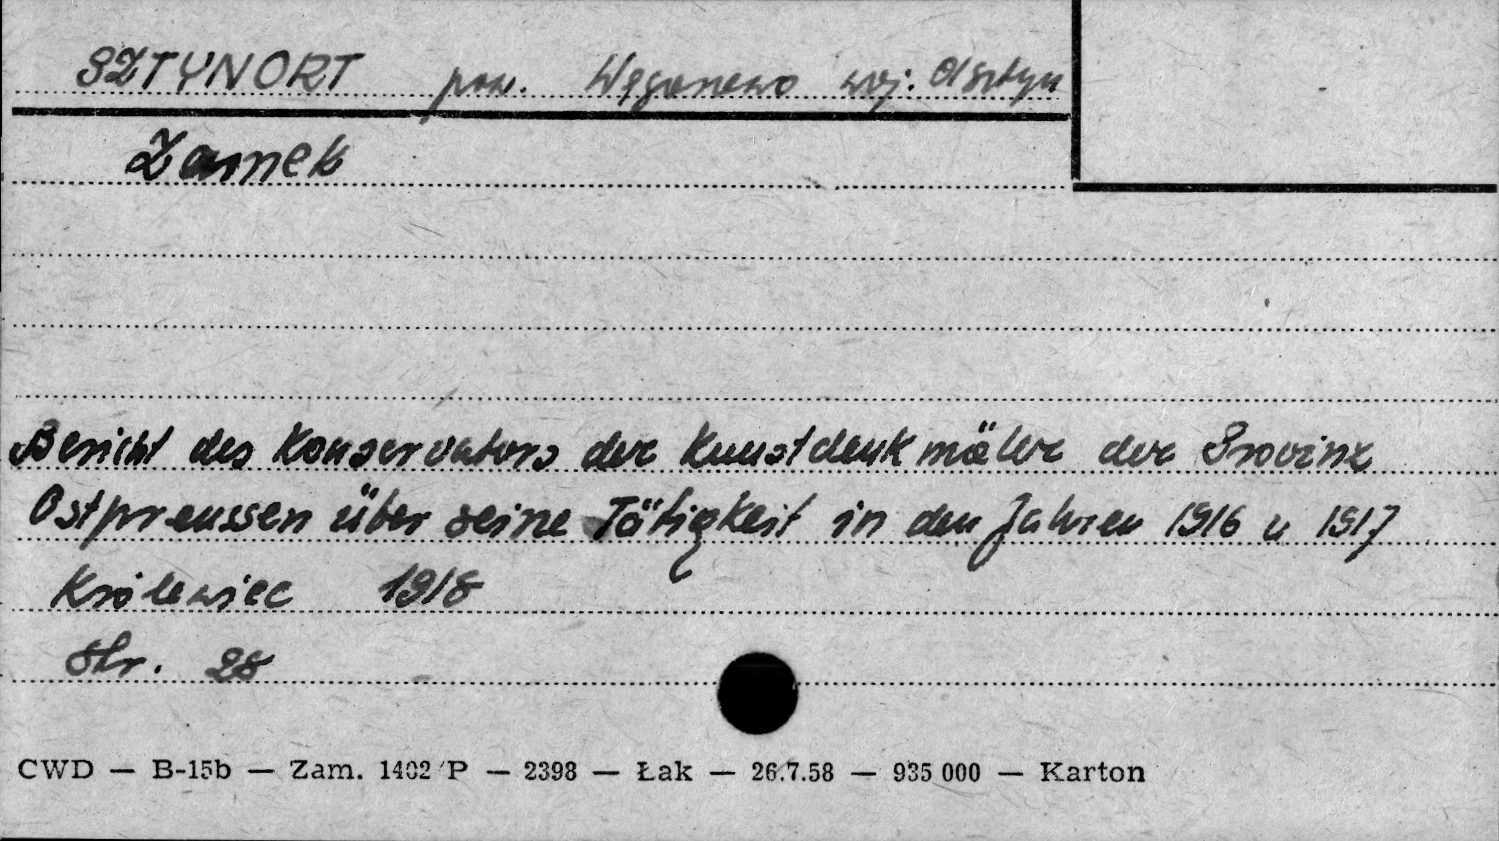 SZTYNORT pow. Węgorzewo woj. Olsztyn
Zamek
Bericht des Konservators der Kunstdenkmäler der Provinz
Ostpreussen über seine Tätigkeit in den Jahren 1916 u 1917
Królewiec 1918
Str. 28
CWD — B-15b — Zam. 1402 P — 2398 — Łak — 26.7.58 — 935 000 — Karton